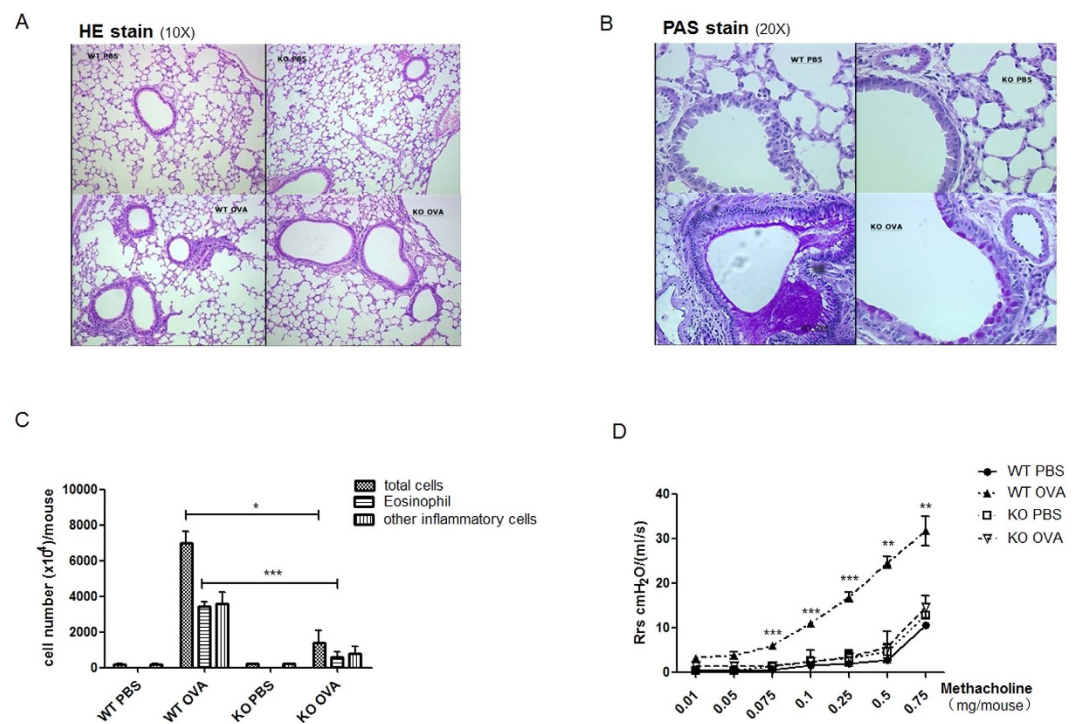 A
HE stain (10X)
WT PBS
KO PBS
WT OVA
KO OVA
B
PAS stain (20X)
WT PBS
KO PBS
KO OVA
WT OVA
C
cell number (x10⁴)/mouse
10000
8000
6000
4000
2000
0
*
***
total cells
Eosinophil
other inflammatory cells
WT PBS
WT OVA
KO PBS
KO OVA
D
WT PBS
WT OVA
KO PBS
KO OVA
Rrs cmH₂O/(ml/s)
40
30
20
10
0
***
***
***
**
**
0.01
0.05
0.075
0.1
0.25
0.5
0.75
Methacholine
(mg/mouse)